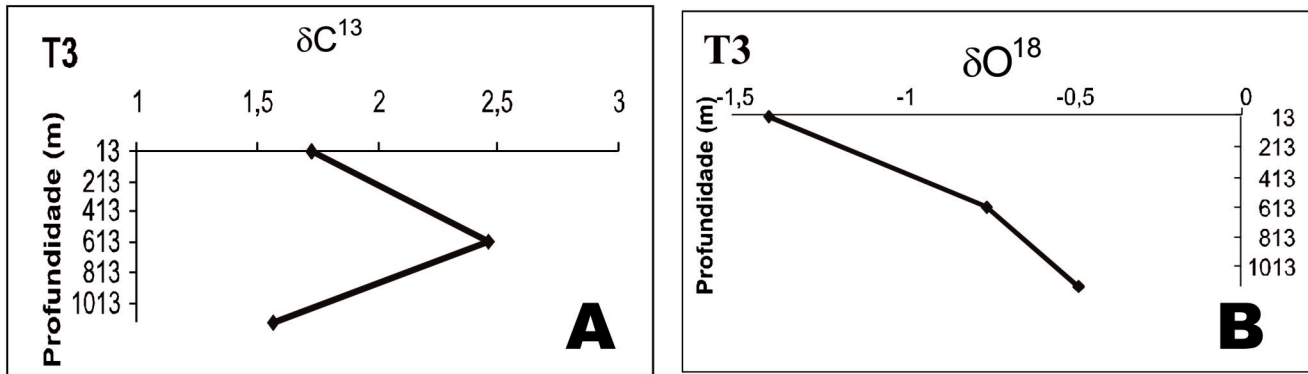 T3
δC¹³
1 1,5 2 2,5 3
Profundidade (m)
13
213
413
613
813
1013
A
T3
δO¹⁸
-1,5 -1 -0,5 0
Profundidade (m)
13
213
413
613
813
1013
B